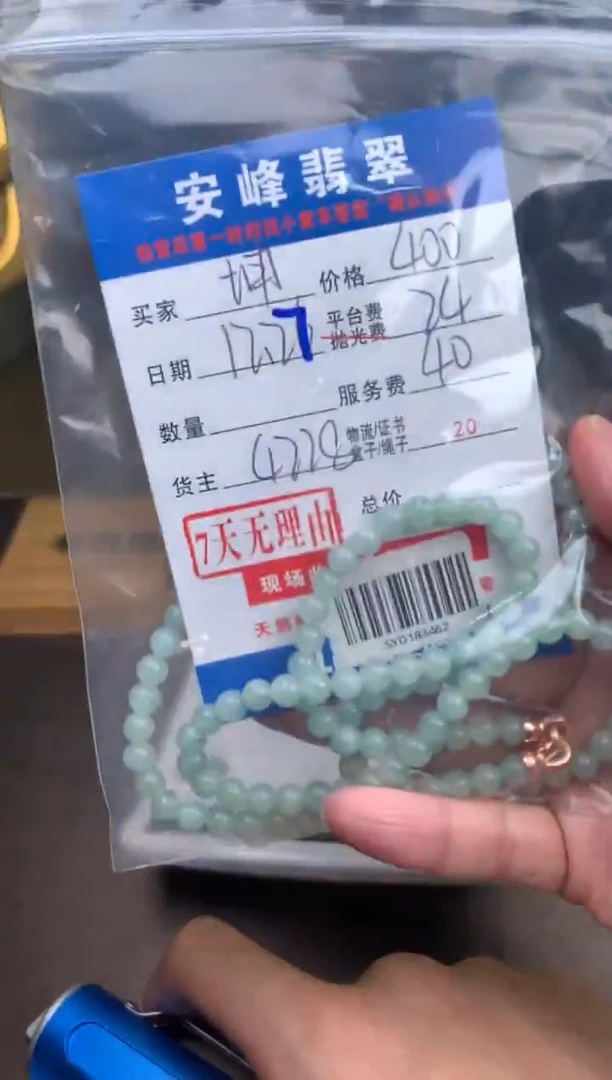 安峰翡翠
买家 坤 价格 400
日期 12.27 平台费 24
抛光费
数量 服务费 40
货主 4228 物流/证书 20
盒子/绳子
7天无理由 总价
现场
天然
SYD183462